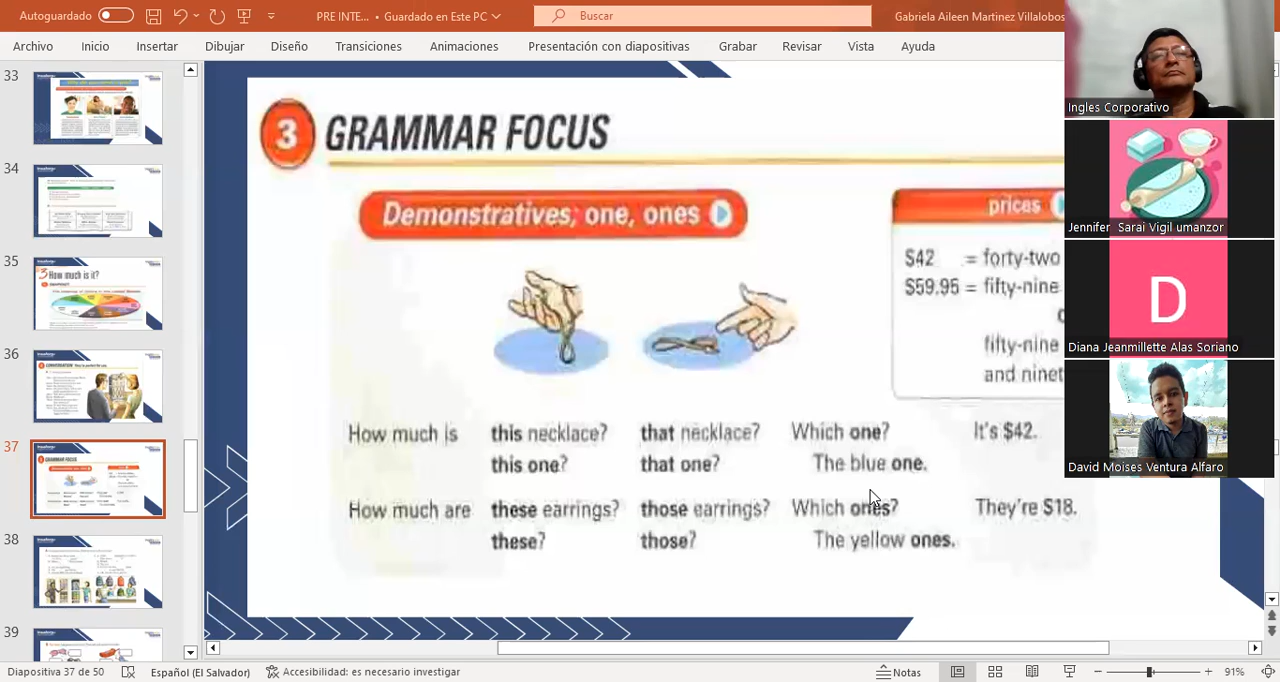 Autoguardado
PRE INTE... • Guardado en Este PC
Buscar
Gabriela Aileen Martinez Villalobos
Archivo Inicio Insertar Dibujar Diseño Transiciones Animaciones Presentación con diapositivas Grabar Revisar Vista Ayuda
33
34
35
How much is it?
36
37
38
39
3 GRAMMAR FOCUS
Demonstratives, one, ones
prices
$42 = forty-two
$59.95 = fifty-nine
fifty-nine
and ninet
How much is this necklace? that necklace? Which one? It's $42.
this one? that one? The blue one.
How much are these earrings? those earrings? Which ones? They're $18.
these? those? The yellow ones.
Ingles Corporativo
Jennifer Sarai Vigil umanzor
D
Diana Jeanmillette Alas Soriano
David Moises Ventura Alfaro
Diapositiva 37 de 50 Español (El Salvador) Accesibilidad: es necesario investigar Notas 91%